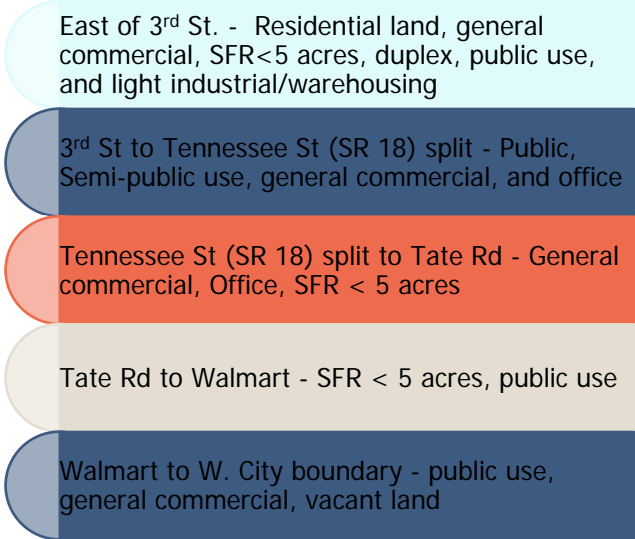 East of 3rd St. -  Residential land, general
commercial, SFR<5 acres, duplex, public use,
and light industrial/warehousing
3rd St to Tennessee St (SR 18) split - Public,
Semi-public use, general commercial, and office
Tennessee St (SR 18) split to Tate Rd - General
commercial, Office, SFR < 5 acres
Tate Rd to Walmart - SFR < 5 acres, public use
Walmart to W. City boundary - public use,
general commercial, vacant land